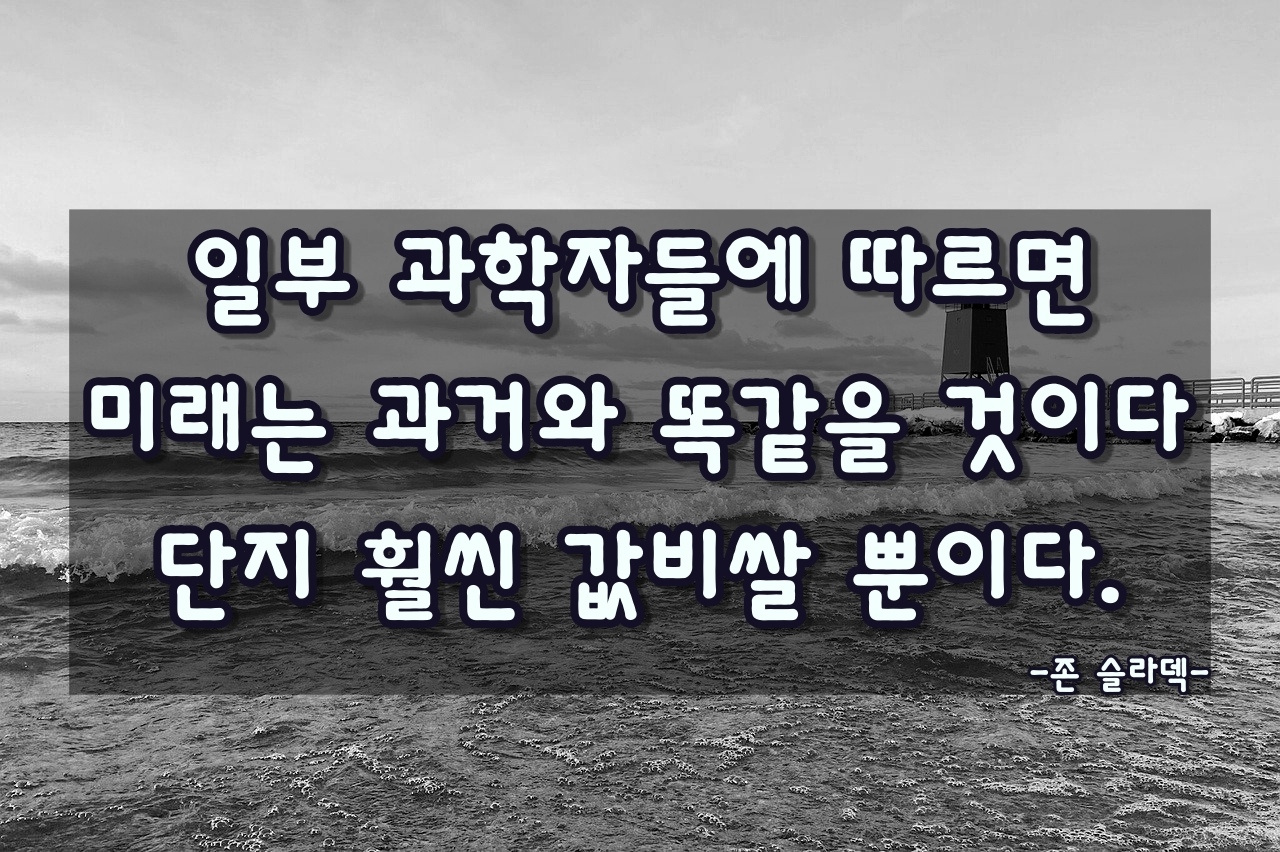 일부 과학자들에 따르면
미래는 과거와 똑같을 것이다
단지 훨씬 값비쌀 뿐이다.
-존 슬라덱-